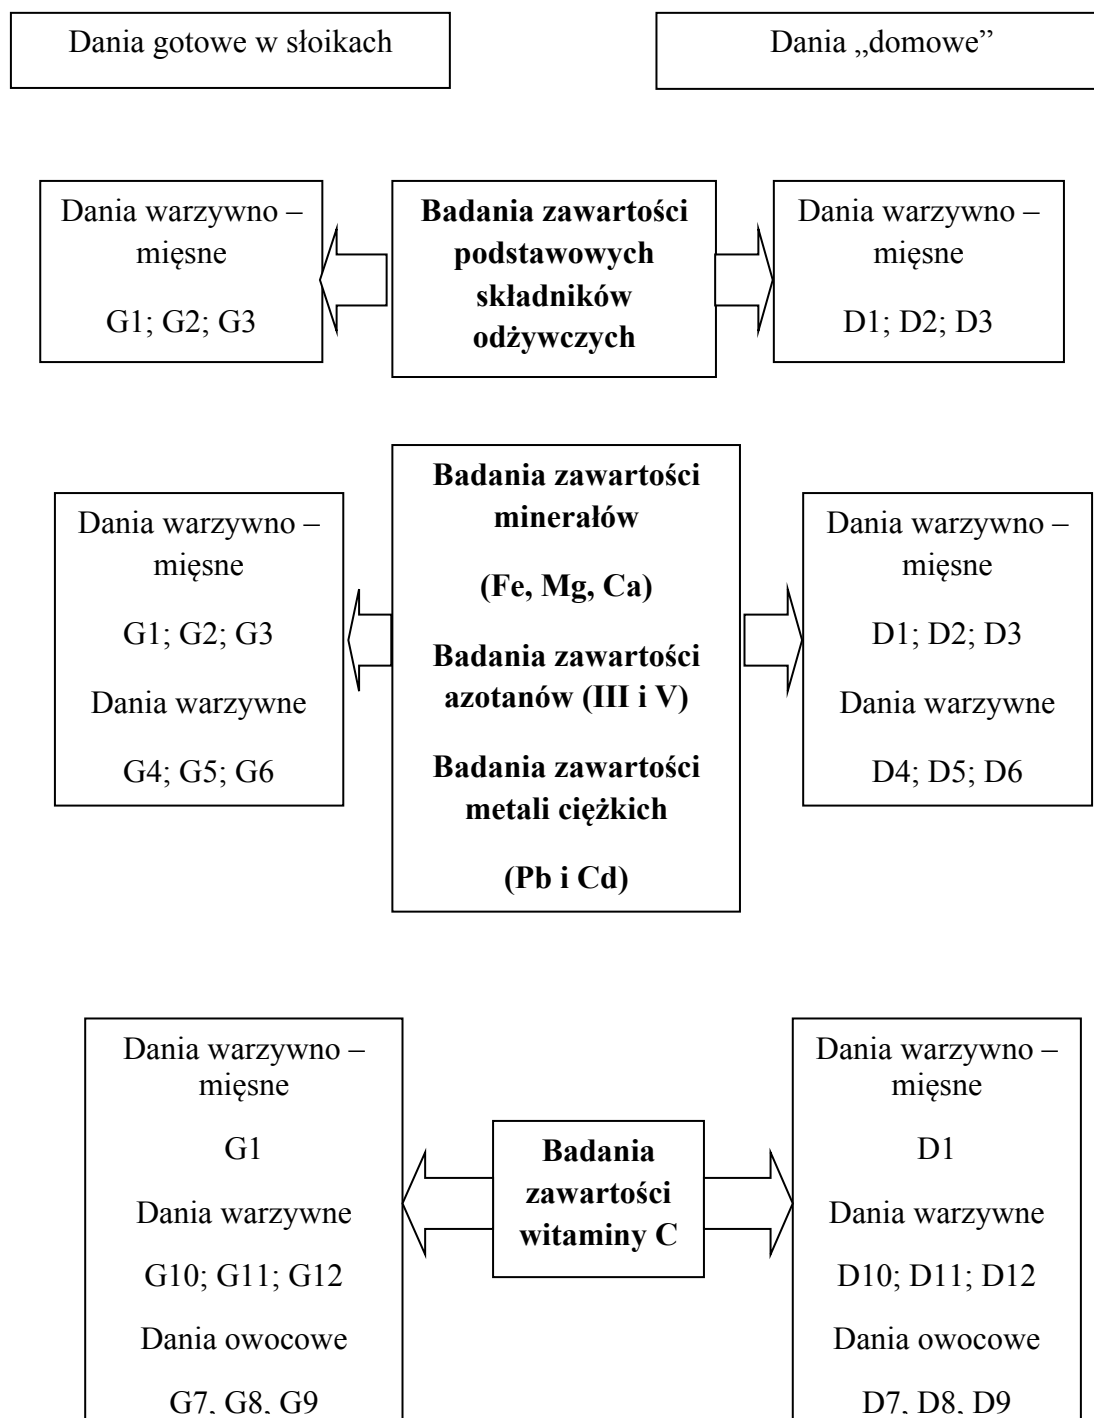 Dania gotowe w słoikach
Dania „domowe”
Dania warzywno –
mięsne
G1; G2; G3
Badania zawartości
podstawowych
składników
odżywczych
Dania warzywno –
mięsne
D1; D2; D3
Dania warzywno –
mięsne
G1; G2; G3
Dania warzywne
G4; G5; G6
Badania zawartości
minerałów
(Fe, Mg, Ca)
Badania zawartości
azotanów (III i V)
Badania zawartości
metali ciężkich
(Pb i Cd)
Dania warzywno –
mięsne
D1; D2; D3
Dania warzywne
D4; D5; D6
Dania warzywno –
mięsne
G1
Dania warzywne
G10; G11; G12
Dania owocowe
G7, G8, G9
Badania
zawartości
witaminy C
Dania warzywno –
mięsne
D1
Dania warzywne
D10; D11; D12
Dania owocowe
D7, D8, D9